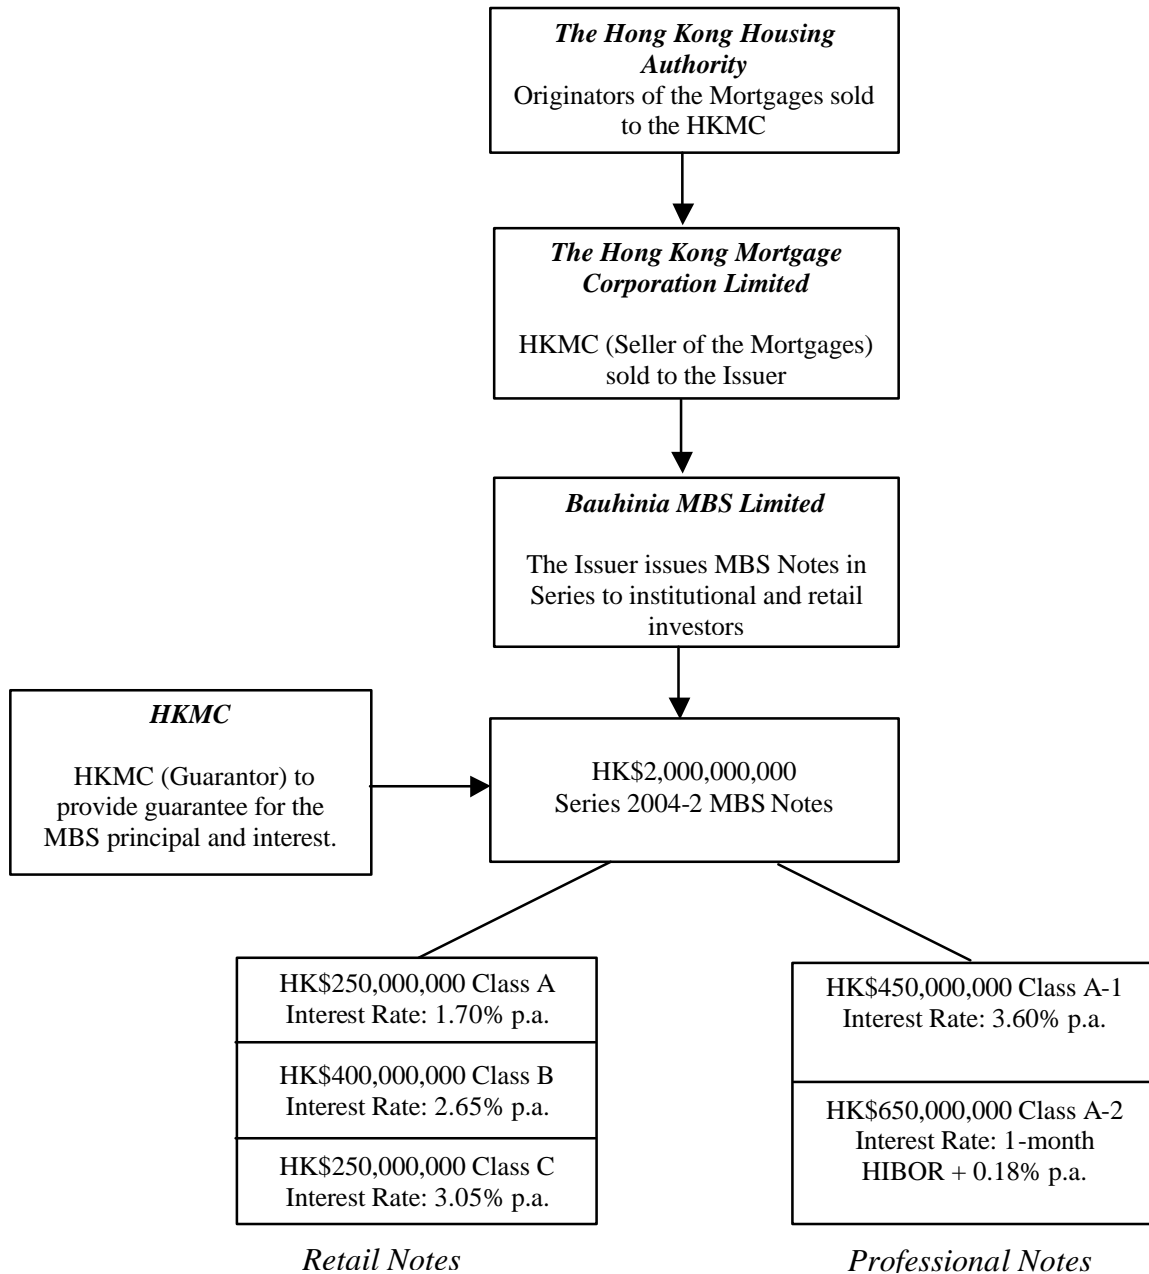 The Hong Kong Housing
Authority
Originators of the Mortgages sold
to the HKMC
The Hong Kong Mortgage
Corporation Limited
HKMC (Seller of the Mortgages)
sold to the Issuer
Bauhinia MBS Limited
The Issuer issues MBS Notes in
Series to institutional and retail
investors
HKMC
HKMC (Guarantor) to
provide guarantee for the
MBS principal and interest.
HK$2,000,000,000
Series 2004-2 MBS Notes
HK$250,000,000 Class A
Interest Rate: 1.70% p.a.
HK$400,000,000 Class B
Interest Rate: 2.65% p.a.
HK$250,000,000 Class C
Interest Rate: 3.05% p.a.
Retail Notes
HK$450,000,000 Class A-1
Interest Rate: 3.60% p.a.
HK$650,000,000 Class A-2
Interest Rate: 1-month
HIBOR + 0.18% p.a.
Professional Notes